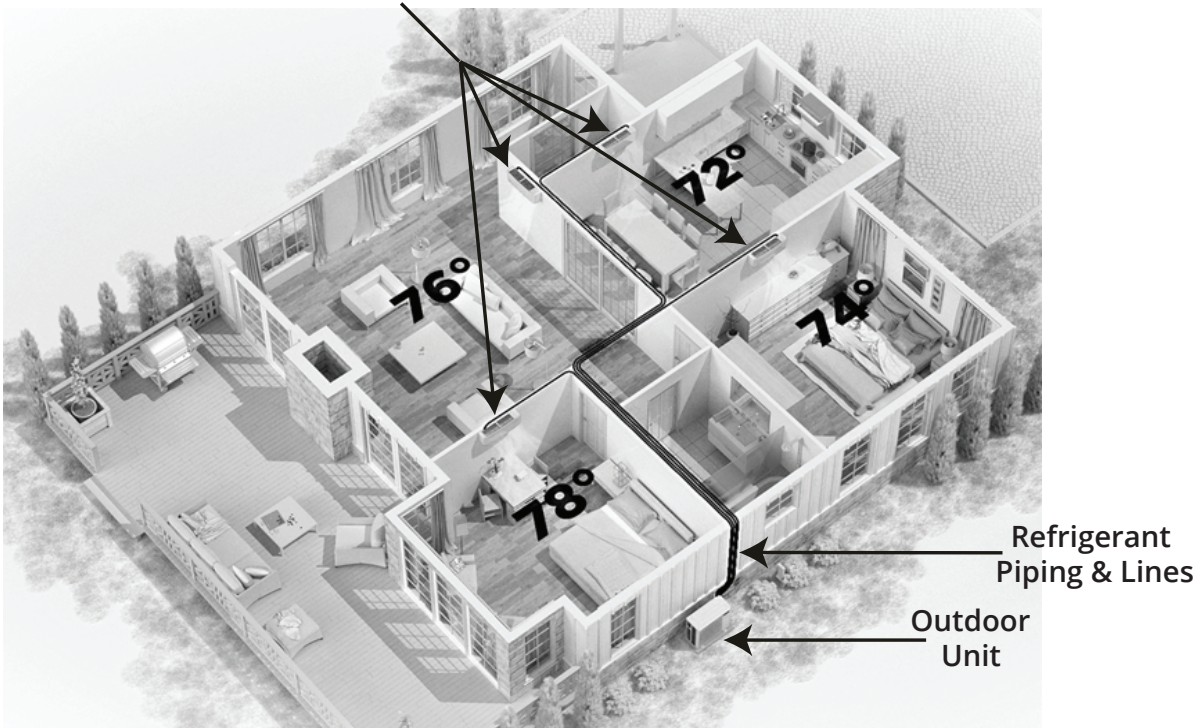 72°
76°
74°
78°
Refrigerant
Piping & Lines
Outdoor
Unit